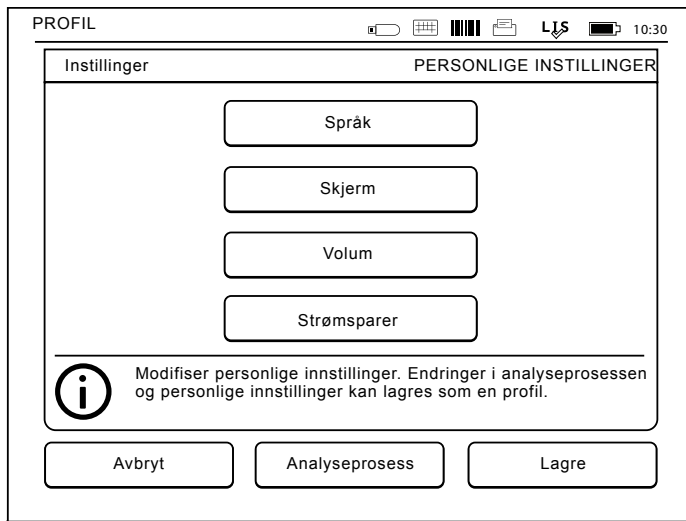 PROFIL
LIS 10:30
Instillinger PERSONLIGE INSTILLINGER
Språk
Skjerm
Volum
Strømsparer
Modifiser personlige innstillinger. Endringer i analyseprosessen
og personlige innstillinger kan lagres som en profil.
Avbryt Analyseprosess Lagre